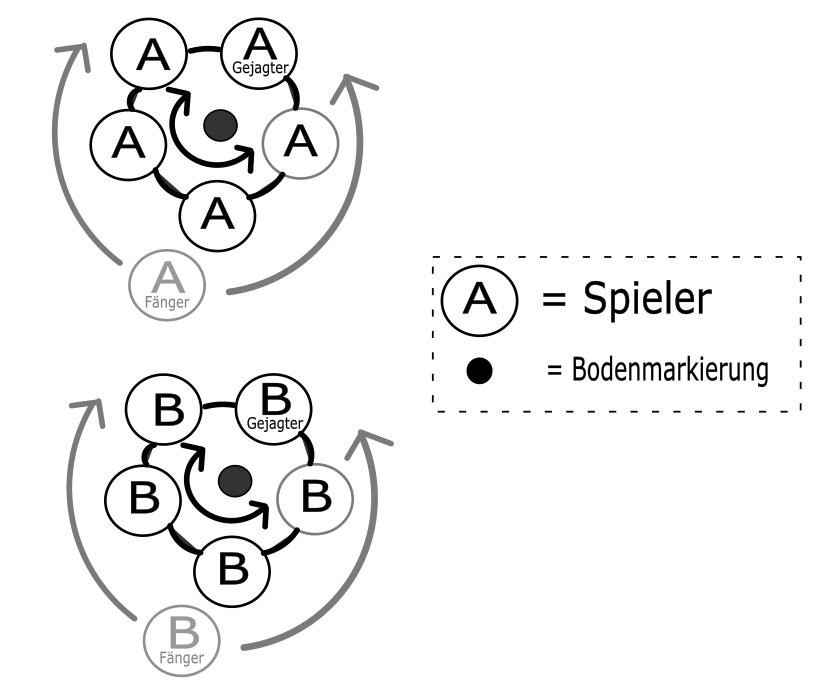 A A
Gejagter
A A
A
A
Fänger
A = Spieler
= Bodenmarkierung
B B
Gejagter
B B
B
B
Fänger